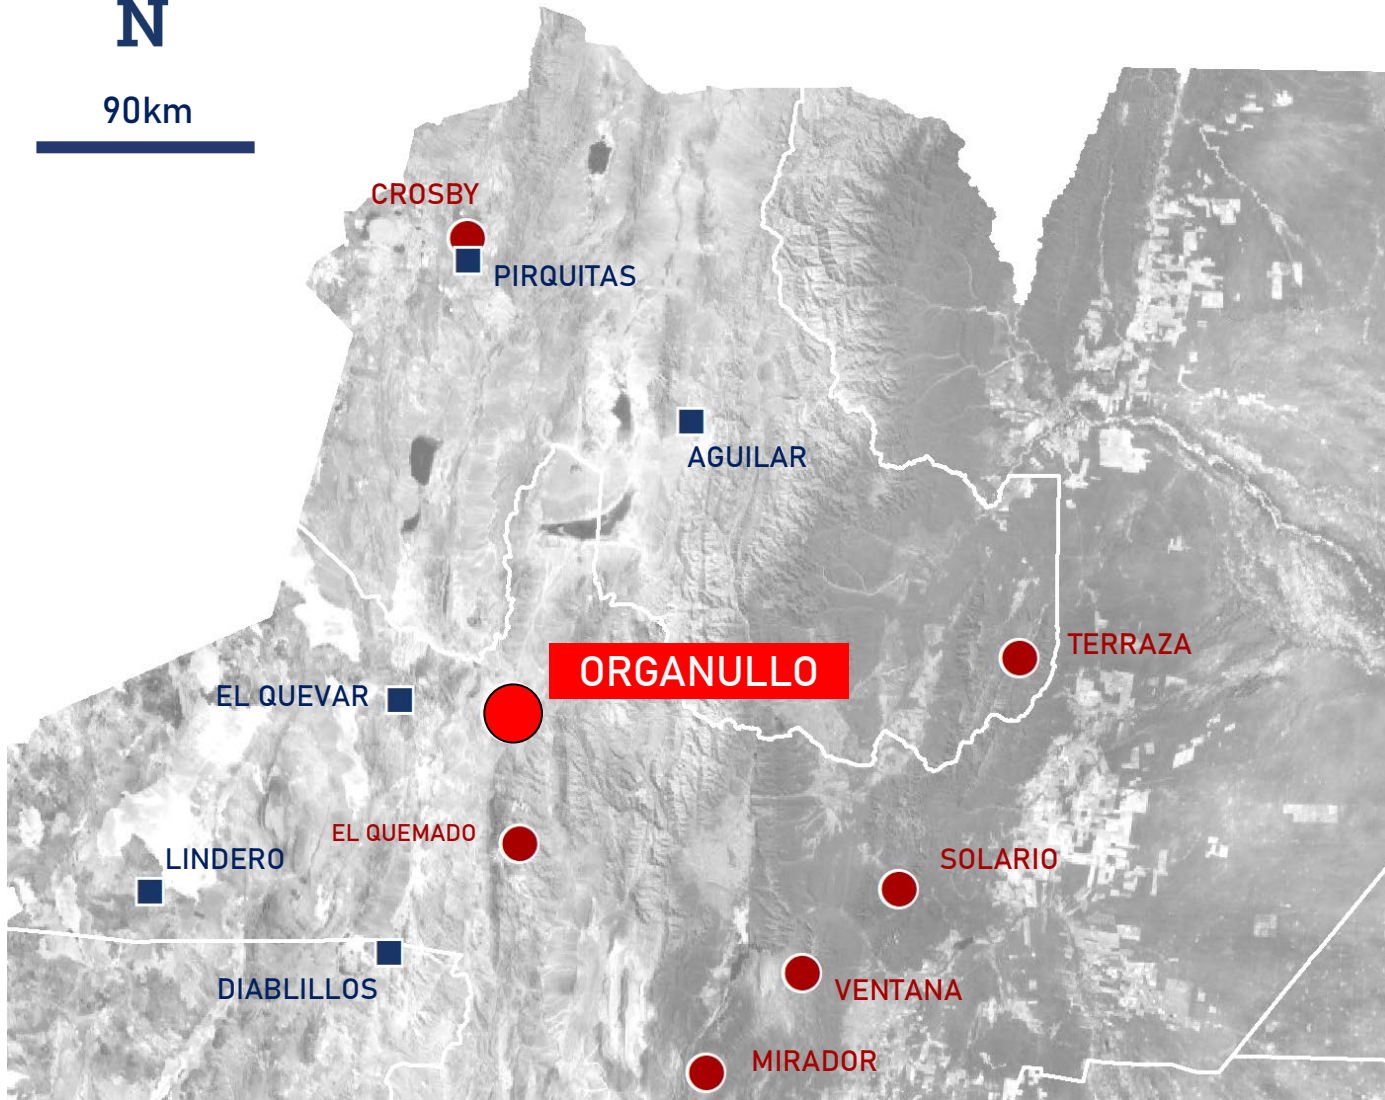 N
90km
CROSBY
PIRQUITAS
AGUILAR
TERRAZA
ORGANULLO
EL QUEVAR
EL QUEMADO
LINDERO
SOLARIO
DIABLILLOS
VENTANA
MIRADOR